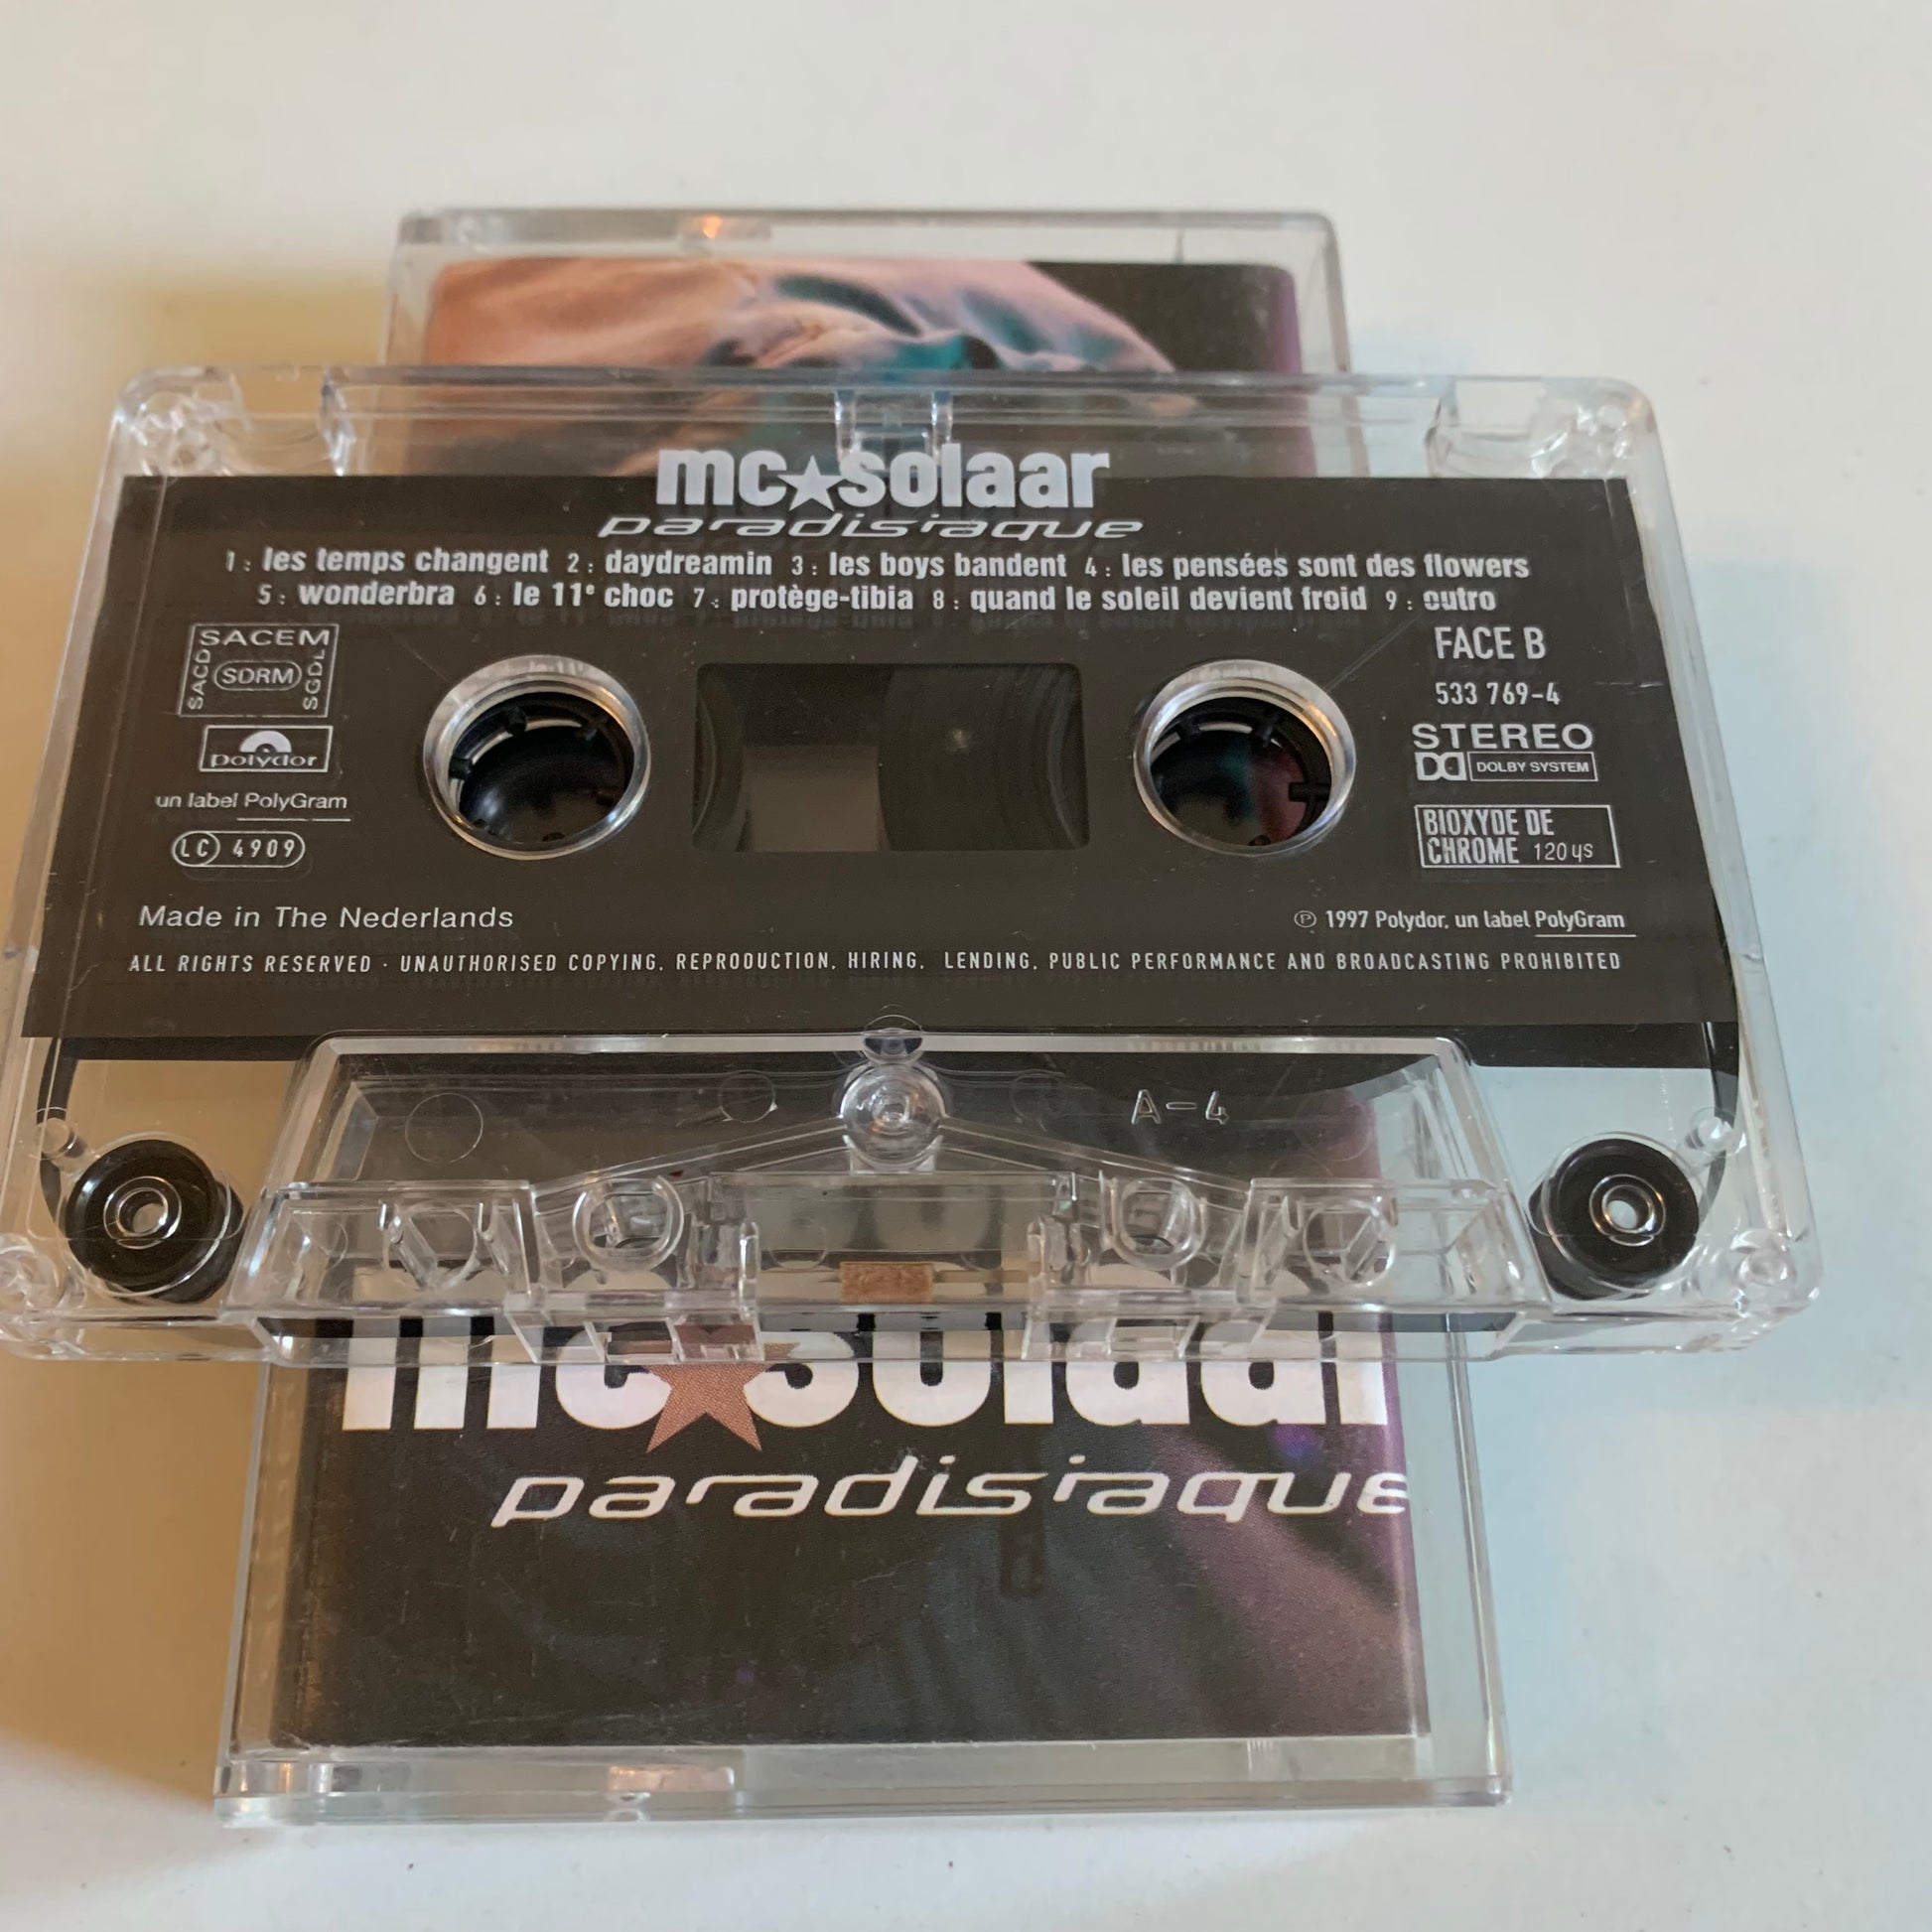 mc★solaar
paradisiaque
1: les temps changent 2: daydreamin 3: les boys bandent 4: les pensées sont des flowers
5: wonderbra 6: le 11e choc 7: protège-tibia 8: quand le soleil devient froid 9: outro
SACEM
SACD
SDRM
SGDL
polydor
un label PolyGram
LC 4909
FACE B
533 769-4
STEREO
DOLBY SYSTEM
BIOXYDE DE
CHROME 120 µs
Made in The Nederlands
℗ 1997 Polydor, un label PolyGram
ALL RIGHTS RESERVED · UNAUTHORISED COPYING, REPRODUCTION, HIRING, LENDING, PUBLIC PERFORMANCE AND BROADCASTING PROHIBITED
A-4
mc★solaar
paradisiaque